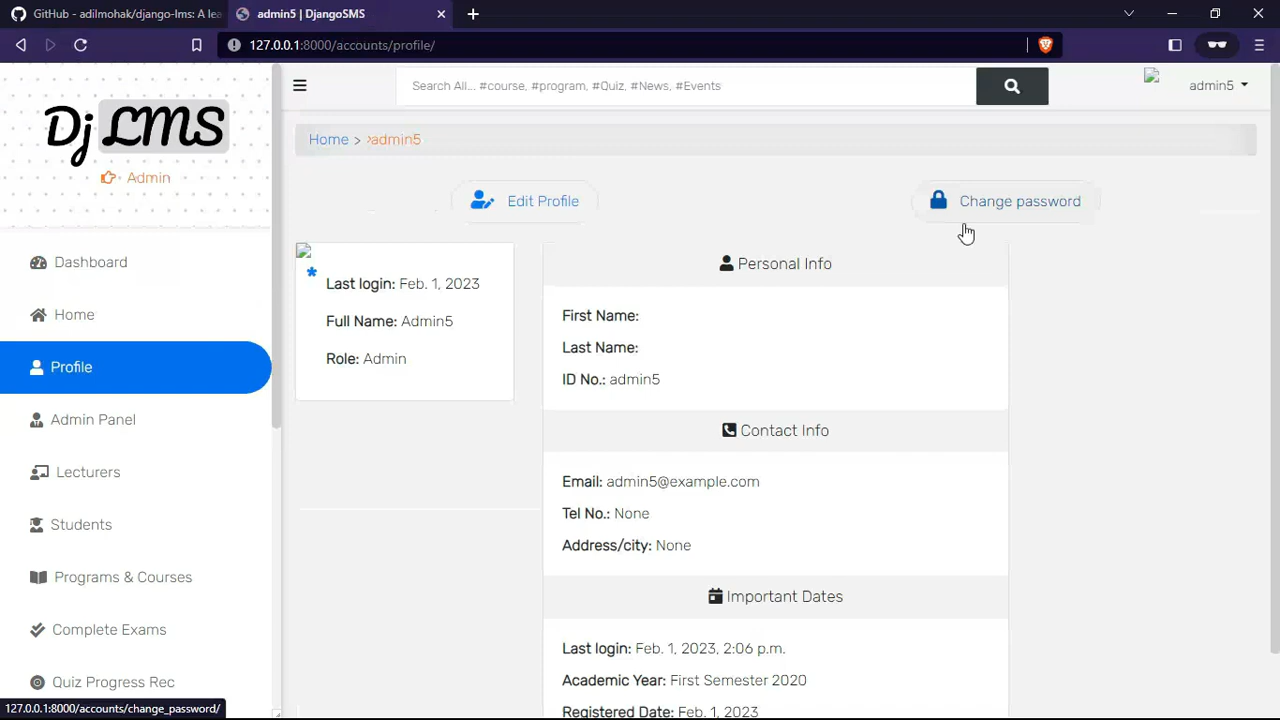 GitHub - adilmohak/django-lms: A lea
admin5 | DjangoSMS
127.0.0.1:8000/accounts/profile/
Dj LMS
Admin
Dashboard
Home
Profile
Admin Panel
Lecturers
Students
Programs & Courses
Complete Exams
Quiz Progress Rec
127.0.0.1:8000/accounts/change_password/
Search All... #course, #program, #Quiz, #News, #Events
admin5
Home > admin5
Edit Profile
Change password
Last login: Feb. 1, 2023
Full Name: Admin5
Role: Admin
Personal Info
First Name:
Last Name:
ID No.: admin5
Contact Info
Email: admin5@example.com
Tel No.: None
Address/city: None
Important Dates
Last login: Feb. 1, 2023, 2:06 p.m.
Academic Year: First Semester 2020
Registered Date: Feb. 1, 2023